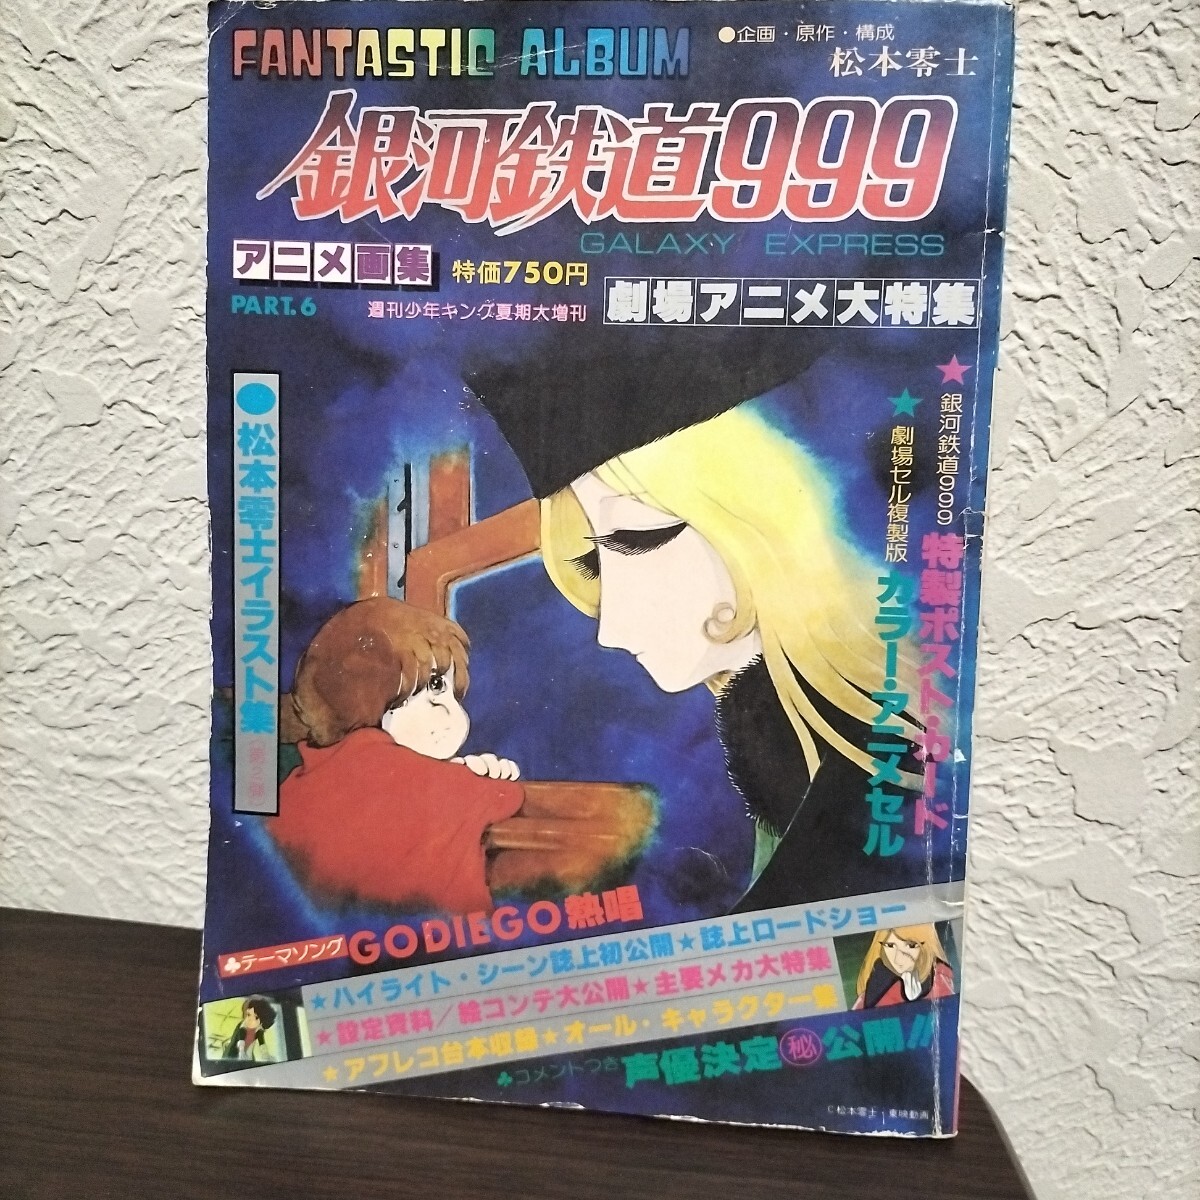 FANTASTIC ALBUM
●企画・原作・構成
松本零士
銀河鉄道999
GALAXY EXPRESS
アニメ画集
特価750円
PART.6
週刊少年キング夏期大増刊
劇場アニメ大特集
★銀河鉄道999 特製ポスト・カード
★劇場セル複製版 カラー・アニメセル
●松本零士イラスト集
♣テーマソング GODIEGO熱唱
★ハイライト・シーン誌上初公開★誌上ロードショー
★設定資料/絵コンテ大公開★主要メカ大特集
★アフレコ台本収録★オール・キャラクター集
♣コメントつき 声優決定㊙公開!!
©松本零士・東映動画